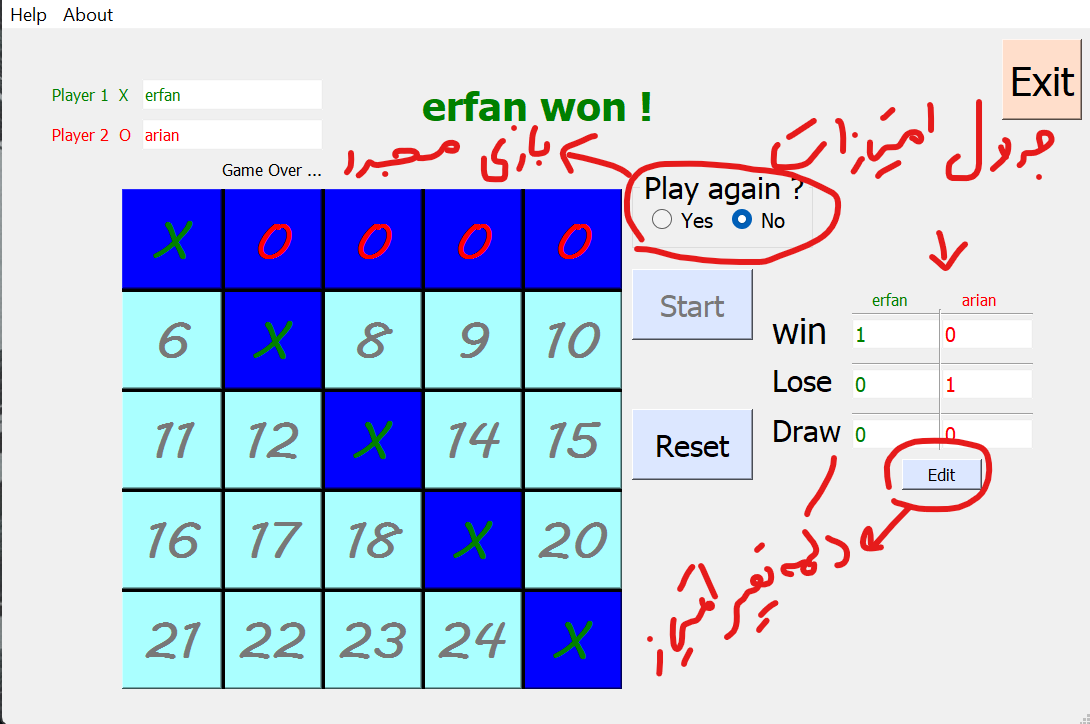 Help About
Exit
Player 1 X erfan
Player 2 O arian
erfan won !
Game Over ...
بازی مجدد
جدول امتیازات
Play again ?
Yes No
X O O O O
6 X 8 9 10
11 12 X 14 15
16 17 18 X 20
21 22 23 24 X
Start
Reset
erfan arian
win 1 0
Lose 0 1
Draw 0 0
Edit
دکمه تغییر امتیاز